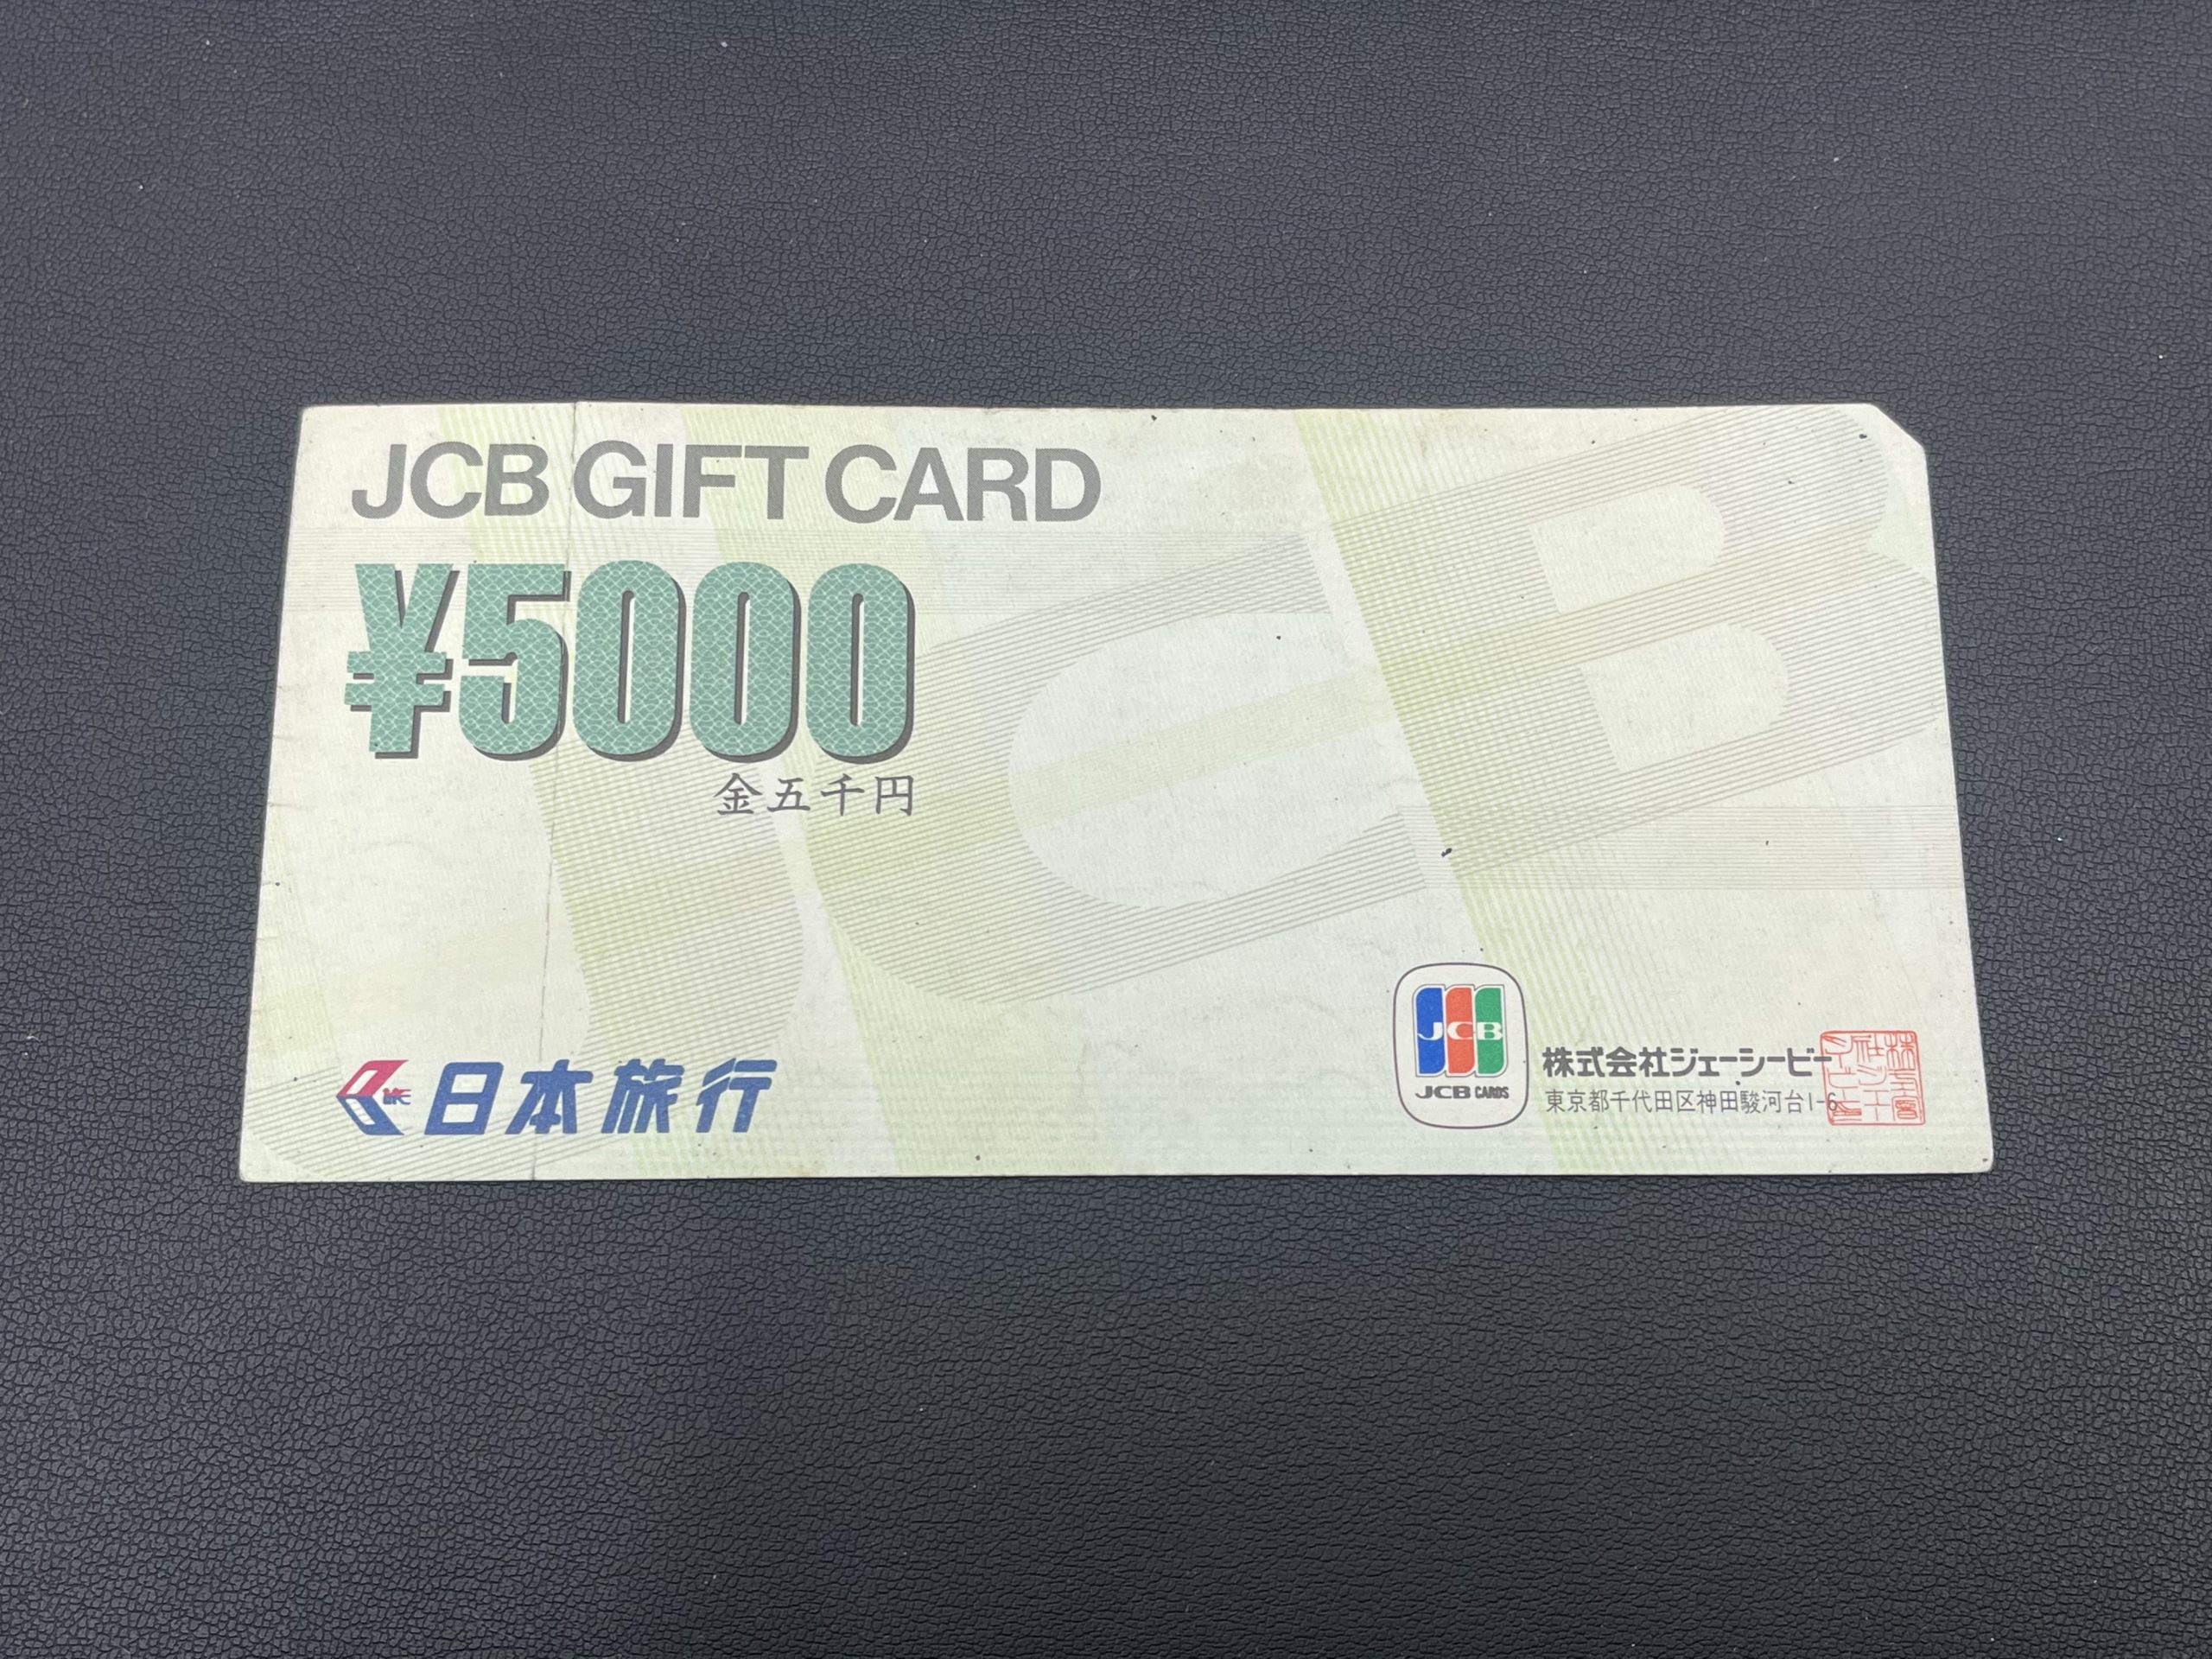 JCB GIFT CARD
¥5000
金五千円
日本旅行
JCB
JCB CARDS
株式会社ジェーシービー
東京都千代田区神田駿河台1-6